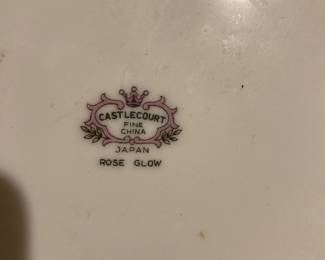 CASTLECOURT
FINE
CHINA
JAPAN
ROSE GLOW